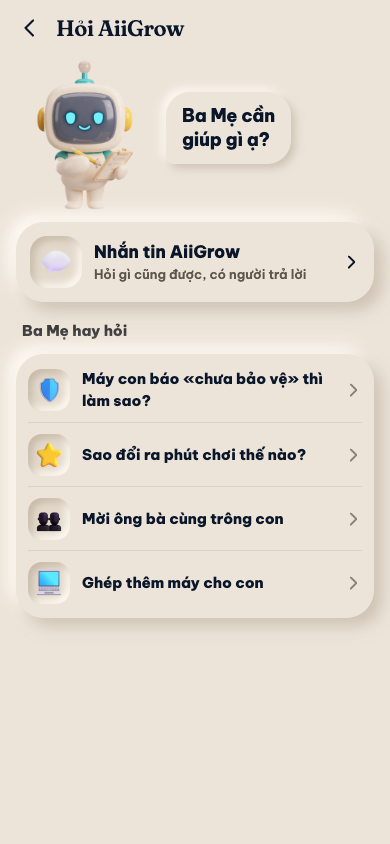 Hỏi AiiGrow
Ba Mẹ cần
giúp gì ạ?
Nhắn tin AiiGrow
Hỏi gì cũng được, có người trả lời
Ba Mẹ hay hỏi
Máy con báo «chưa bảo vệ» thì
làm sao?
Sao đổi ra phút chơi thế nào?
Mời ông bà cùng trông con
Ghép thêm máy cho con